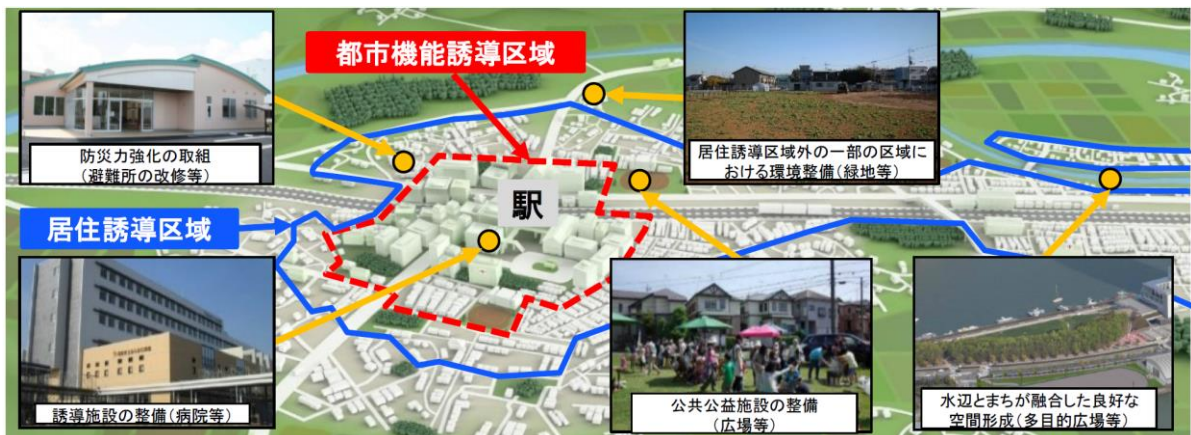 都市機能誘導区域
防災力強化の取組
(避難所の改修等)
居住誘導区域外の一部の区域に
おける環境整備(緑地等)
駅
居住誘導区域
誘導施設の整備(病院等)
公共公益施設の整備
(広場等)
水辺とまちが融合した良好な
空間形成(多目的広場等)